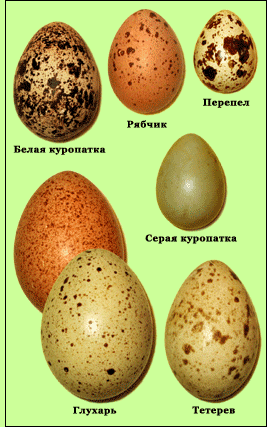 Перепел
Рябчик
Белая куропатка
Серая куропатка
Глухарь
Тетерев